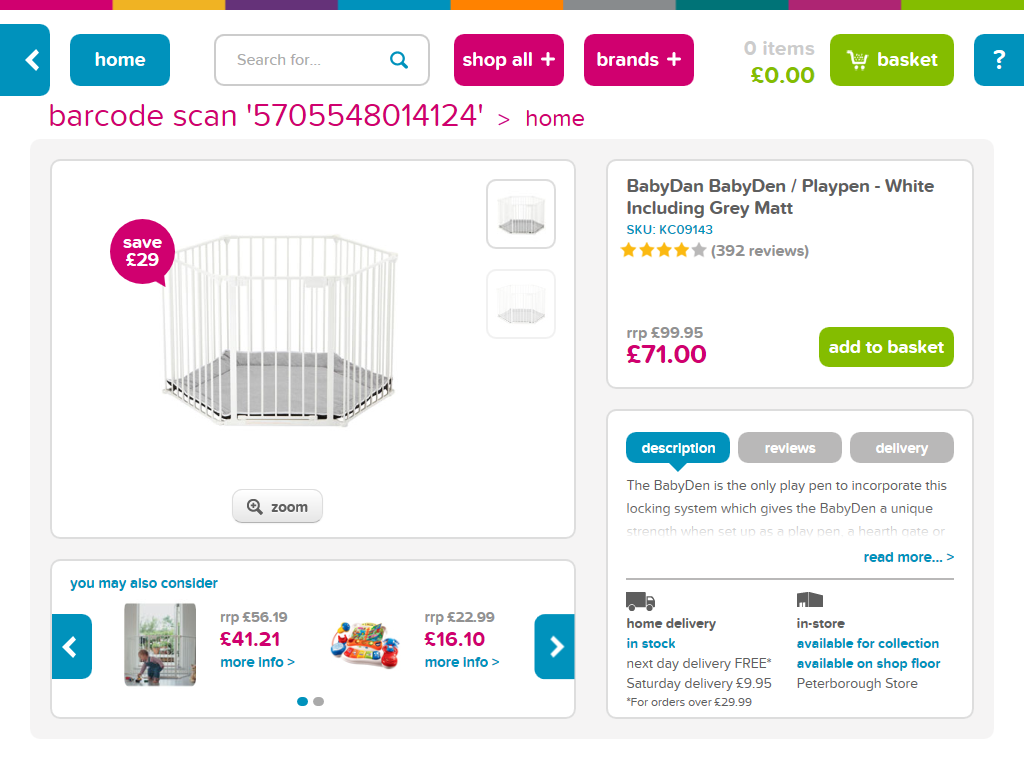 home
Search for...
shop all +
brands +
0 items
£0.00
basket
?
barcode scan '5705548014124' > home
save
£29
zoom
BabyDan BabyDen / Playpen - White
Including Grey Matt
SKU: KC09143
(392 reviews)
rrp £99.95
£71.00
add to basket
description
reviews
delivery
The BabyDen is the only play pen to incorporate this
locking system which gives the BabyDen a unique
strength when set up as a play pen, a hearth gate or
read more... >
home delivery
in stock
next day delivery FREE*
Saturday delivery £9.95
*For orders over £29.99
in-store
available for collection
available on shop floor
Peterborough Store
you may also consider
rrp £56.19
£41.21
more info >
rrp £22.99
£16.10
more info >